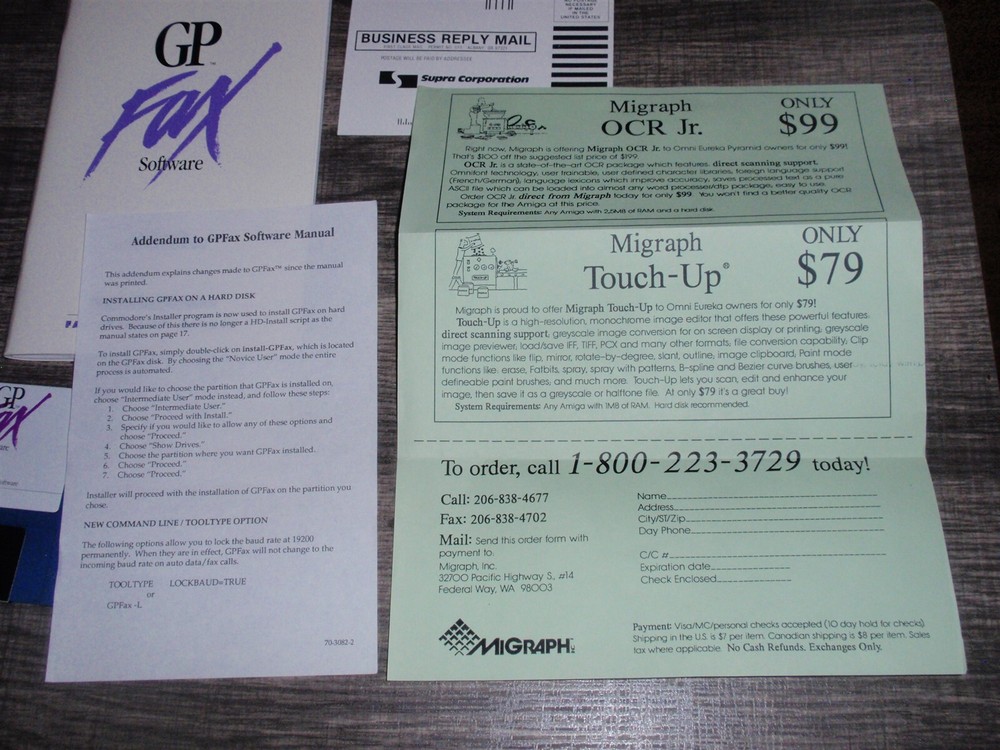 GP
TM
Fax
Software
NECESSARY
IF MAILED
IN THE
UNITED STATES
BUSINESS REPLY MAIL
POSTAGE WILL BE PAID BY ADDRESSEE
Supra Corporation
GP
Addendum to GPFax Software Manual
This addendum explains changes made to GPFax™ since the manual
was printed.
INSTALLING GPFAX ON A HARD DISK
Commodore's Installer program is now used to install GPFax on hard
drives. Because of this there is no longer a HD-Install script as the
manual states on page 17.
To install GPFax, simply double-click on install-GPFax, which is located
on the GPFax disk. By choosing the "Novice User" mode the entire
process is automated.
If you would like to choose the partition that GPFax is installed on,
choose "Intermediate User" mode instead, and follow these steps:
1. Choose "Intermediate User."
2. Choose "Proceed with Install."
3. Specify if you would like to allow any of these options and
choose "Proceed."
4. Choose "Show Drives."
5. Choose the partition where you want GPFax installed.
6. Choose "Proceed."
7. Choose "Proceed."
Installer will proceed with the installation of GPFax on the partition you
chose.
NEW COMMAND LINE / TOOLTYPE OPTION
The following options allow you to lock the baud rate at 19200
permanently. When they are in effect, GPFax will not change to the
incoming baud rate on auto data/fax calls.
TOOLTYPE LOCKBAUD=TRUE
or
GPFax -L
70-3082-2
Migraph
OCR Jr.
ONLY
$99
Right now, Migraph is offering Migraph OCR Jr. to Omni Eureka Pyramid owners for only $99!
That's $100 off the suggested list price of $199.
OCR Jr. is a state-of-the-art OCR package which features: direct scanning support,
Omnifont technology, user trainable, user defined character libraries, foreign language support
(French/German), language lexicons which improve accuracy, saves processed text as a pure
ASCII file which can be loaded into almost any word processer/dtp package, easy to use.
Order OCR Jr. direct from Migraph today for only $99. You won't find a better quality OCR
package for the Amiga at this price.
System Requirements: Any Amiga with 2.5MB of RAM and a hard disk.
Migraph
Touch-Up®
ONLY
$79
Migraph is proud to offer Migraph Touch-Up to Omni Eureka owners for only $79!
Touch-Up is a high-resolution, monochrome image editor that offers these powerful features:
direct scanning support, greyscale image conversion for on screen display or printing, greyscale
image previewer, load/save IFF, TIFF, PCX and many other formats, file conversion capability, Clip
mode functions like flip, mirror, rotate-by-degree, slant, outline, image clipboard, Paint mode
functions like: erase, Fatbits, spray, spray with patterns, B-spline and Bezier curve brushes, user
defineable paint brushes, and much more. Touch-Up lets you scan, edit and enhance your
image, then save it as a greyscale or halftone file. At only $79 it's a great buy!
System Requirements: Any Amiga with 1MB of RAM. Hard disk recommended.
To order, call 1-800-223-3729 today!
Call: 206-838-4677
Fax: 206-838-4702
Mail: Send this order form with
payment to:
Migraph, Inc.
32700 Pacific Highway S., #14
Federal Way, WA 98003
Name
Address
City/ST/Zip
Day Phone
C/C #
Expiration date
Check Enclosed
MIGRAPH INC.
Payment: Visa/MC/personal checks accepted (10 day hold for checks)
Shipping in the U.S. is $7 per item. Canadian shipping is $8 per item. Sales
tax where applicable. No Cash Refunds. Exchanges Only.